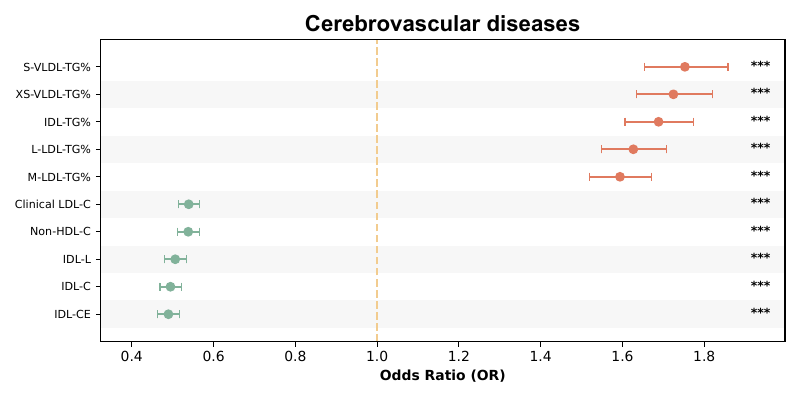 Cerebrovascular diseases
S-VLDL-TG% ***
XS-VLDL-TG% ***
IDL-TG% ***
L-LDL-TG% ***
M-LDL-TG% ***
Clinical LDL-C ***
Non-HDL-C ***
IDL-L ***
IDL-C ***
IDL-CE ***
0.4 0.6 0.8 1.0 1.2 1.4 1.6 1.8
Odds Ratio (OR)